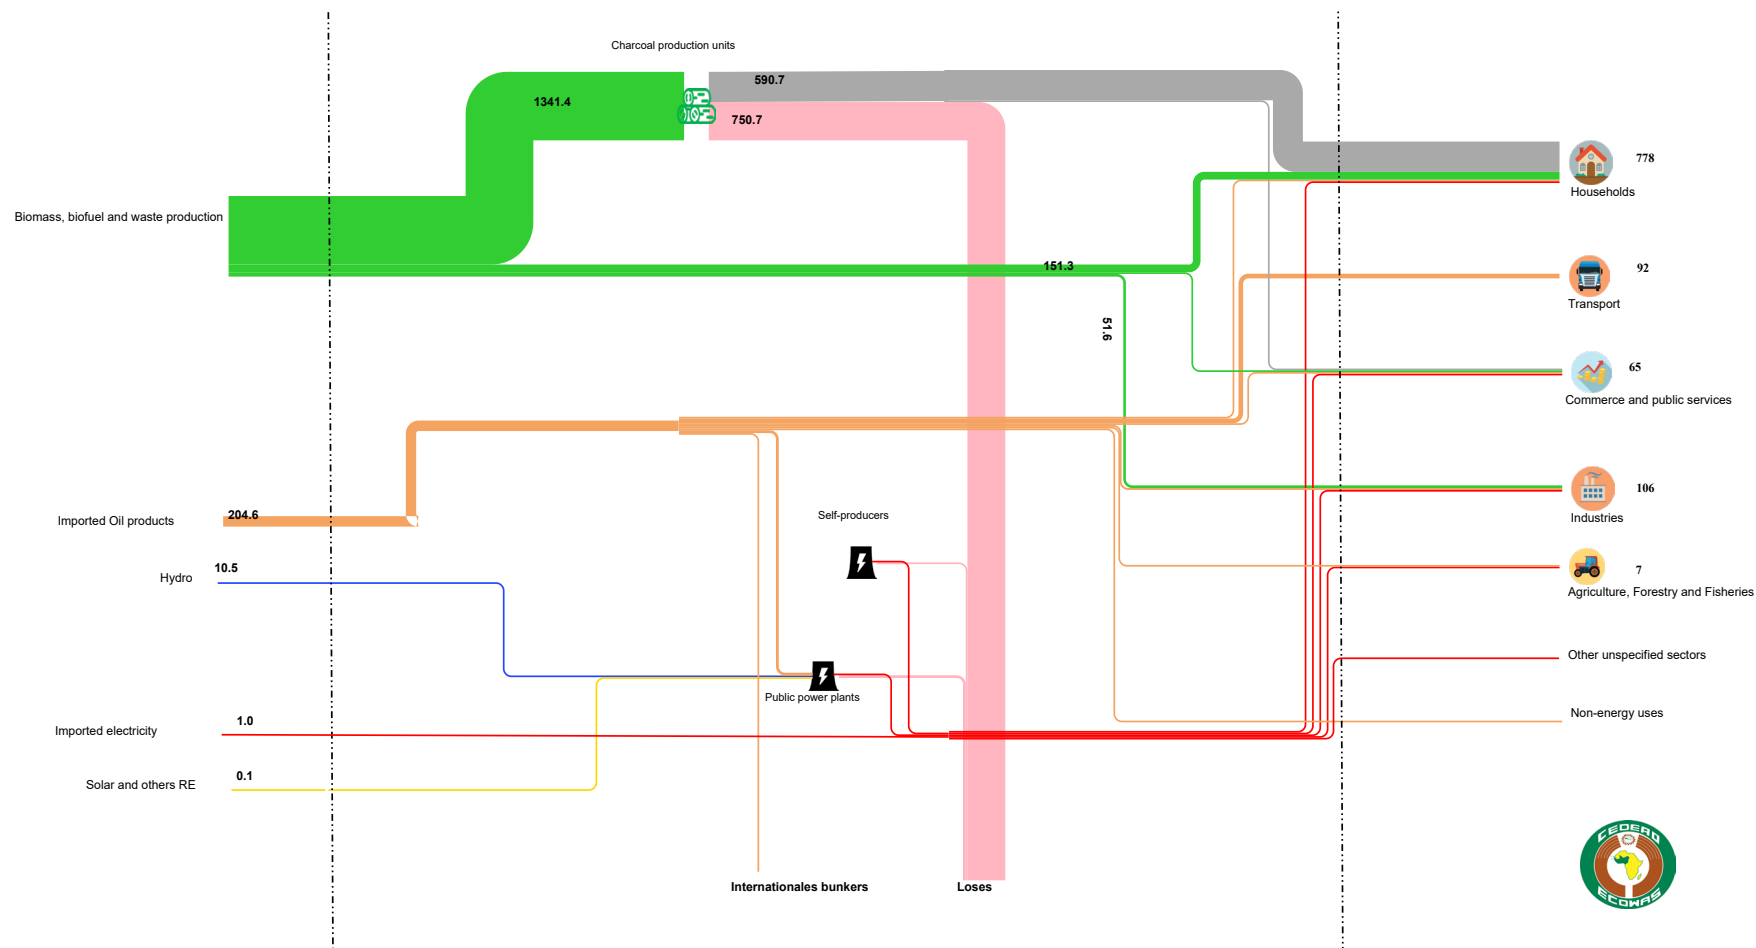 Charcoal production units
590.7
1341.4
750.7
778
Households
Biomass, biofuel and waste production
151.3
92
Transport
51.6
65
Commerce and public services
106
Industries
204.6
Imported Oil products
Self-producers
10.5
Hydro
7
Agriculture, Forestry and Fisheries
Other unspecified sectors
Public power plants
Non-energy uses
1.0
Imported electricity
0.1
Solar and others RE
CEDEAO
ECOWAS
Internationales bunkers
Loses